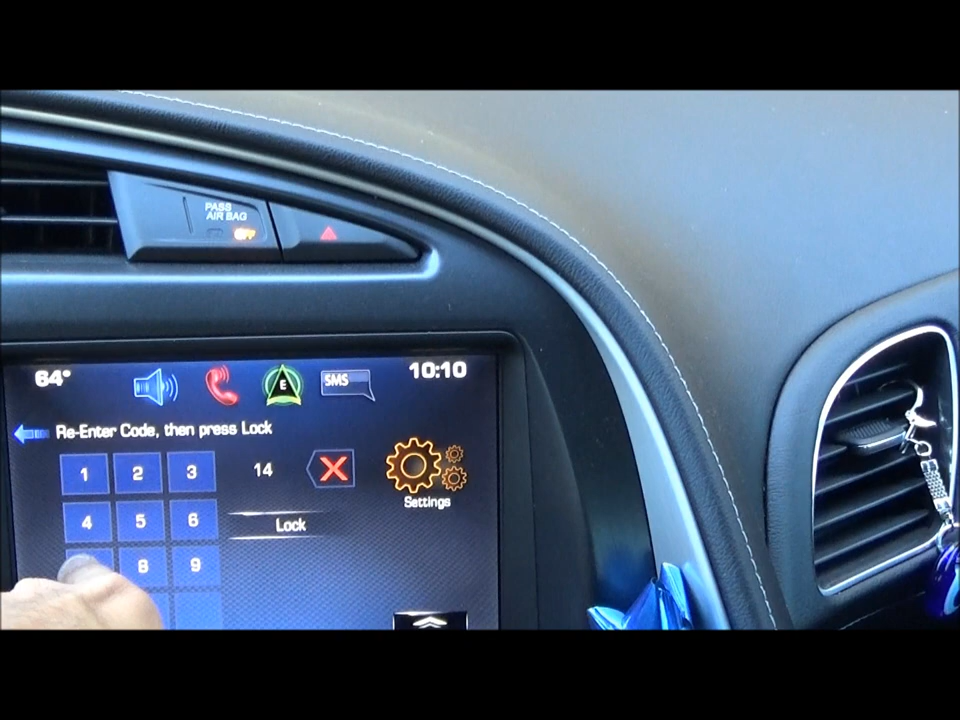 PASS
AIR BAG
OFF
64°
E
SMS
10:10
Re-Enter Code, then press Lock
1 2 3 14
Settings
4 5 6 Lock
8 9